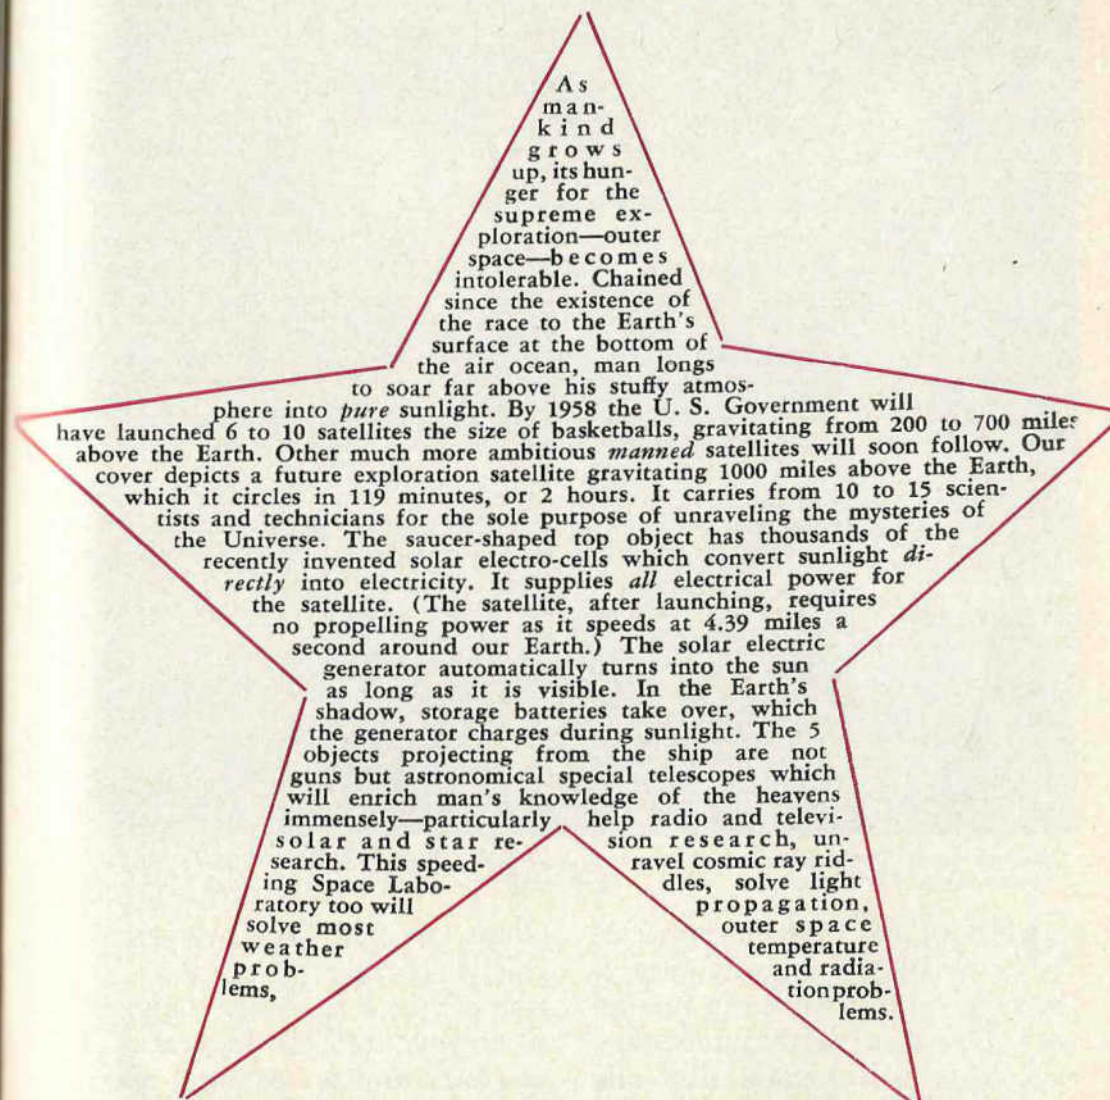 As
man-
kind
grows
up, its hun-
ger for the
supreme ex-
ploration—outer
space—becomes
intolerable. Chained
since the existence of
the race to the Earth's
surface at the bottom of
the air ocean, man longs
to soar far above his stuffy atmos-
phere into pure sunlight. By 1958 the U. S. Government will
have launched 6 to 10 satellites the size of basketballs, gravitating from 200 to 700 miles
above the Earth. Other much more ambitious manned satellites will soon follow. Our
cover depicts a future exploration satellite gravitating 1000 miles above the Earth,
which it circles in 119 minutes, or 2 hours. It carries from 10 to 15 scien-
tists and technicians for the sole purpose of unraveling the mysteries of
the Universe. The saucer-shaped top object has thousands of the
recently invented solar electro-cells which convert sunlight di-
rectly into electricity. It supplies all electrical power for
the satellite. (The satellite, after launching, requires
no propelling power as it speeds at 4.39 miles a
second around our Earth.) The solar electric
generator automatically turns into the sun
as long as it is visible. In the Earth's
shadow, storage batteries take over, which
the generator charges during sunlight. The 5
objects projecting from the ship are not
guns but astronomical special telescopes which
will enrich man's knowledge of the heavens
immensely—particularly
solar and star re-
search. This speed-
ing Space Labo-
ratory too will
solve most
weather
prob-
lems,
help radio and televi-
sion research, un-
ravel cosmic ray rid-
dles, solve light
propagation,
outer space
temperature
and radia-
tion prob-
lems.